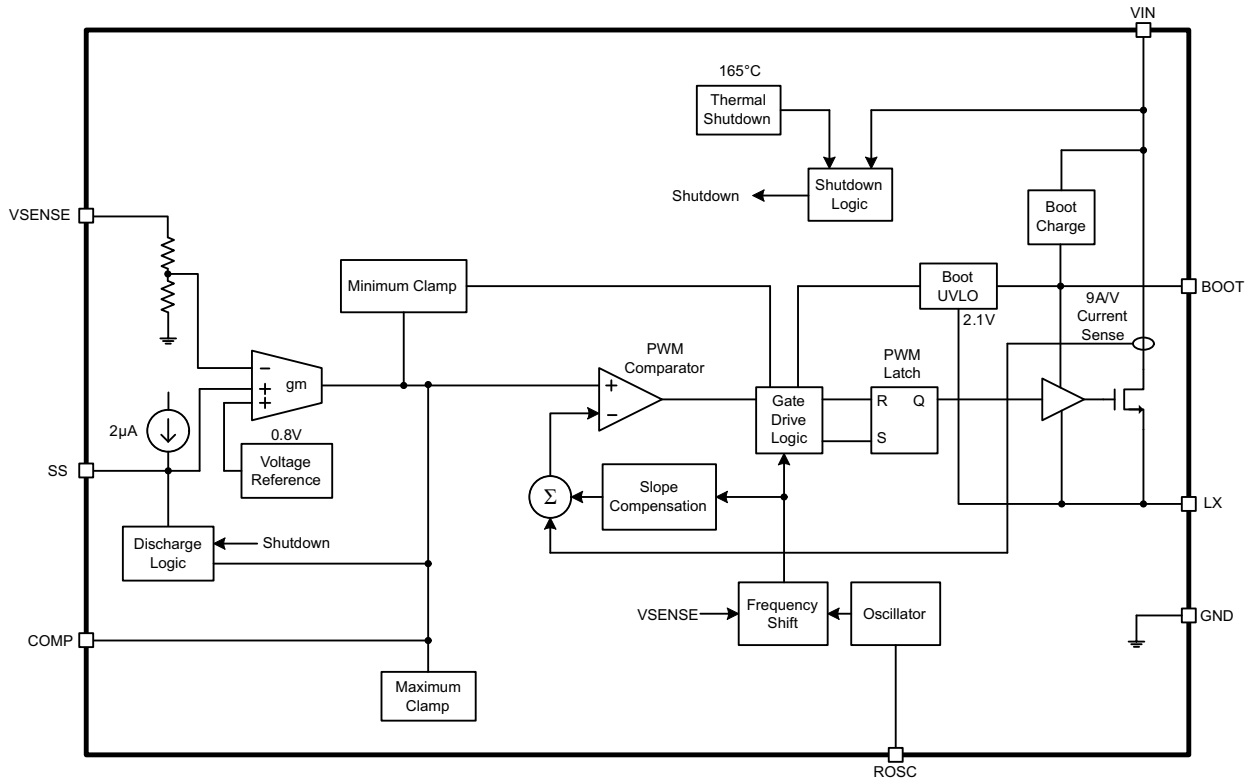 VIN
165°C
Thermal
Shutdown
Shutdown
Shutdown
Logic
Boot
Charge
VSENSE
Minimum Clamp
Boot
UVLO
2.1V
BOOT
9A/V
Current
Sense
PWM
Comparator
PWM
Latch
−
+
+
gm
+
−
Gate
Drive
Logic
R
Q
S
2µA
0.8V
Voltage
Reference
SS
Σ
Slope
Compensation
LX
Discharge
Logic
Shutdown
VSENSE
Frequency
Shift
Oscillator
GND
COMP
Maximum
Clamp
ROSC